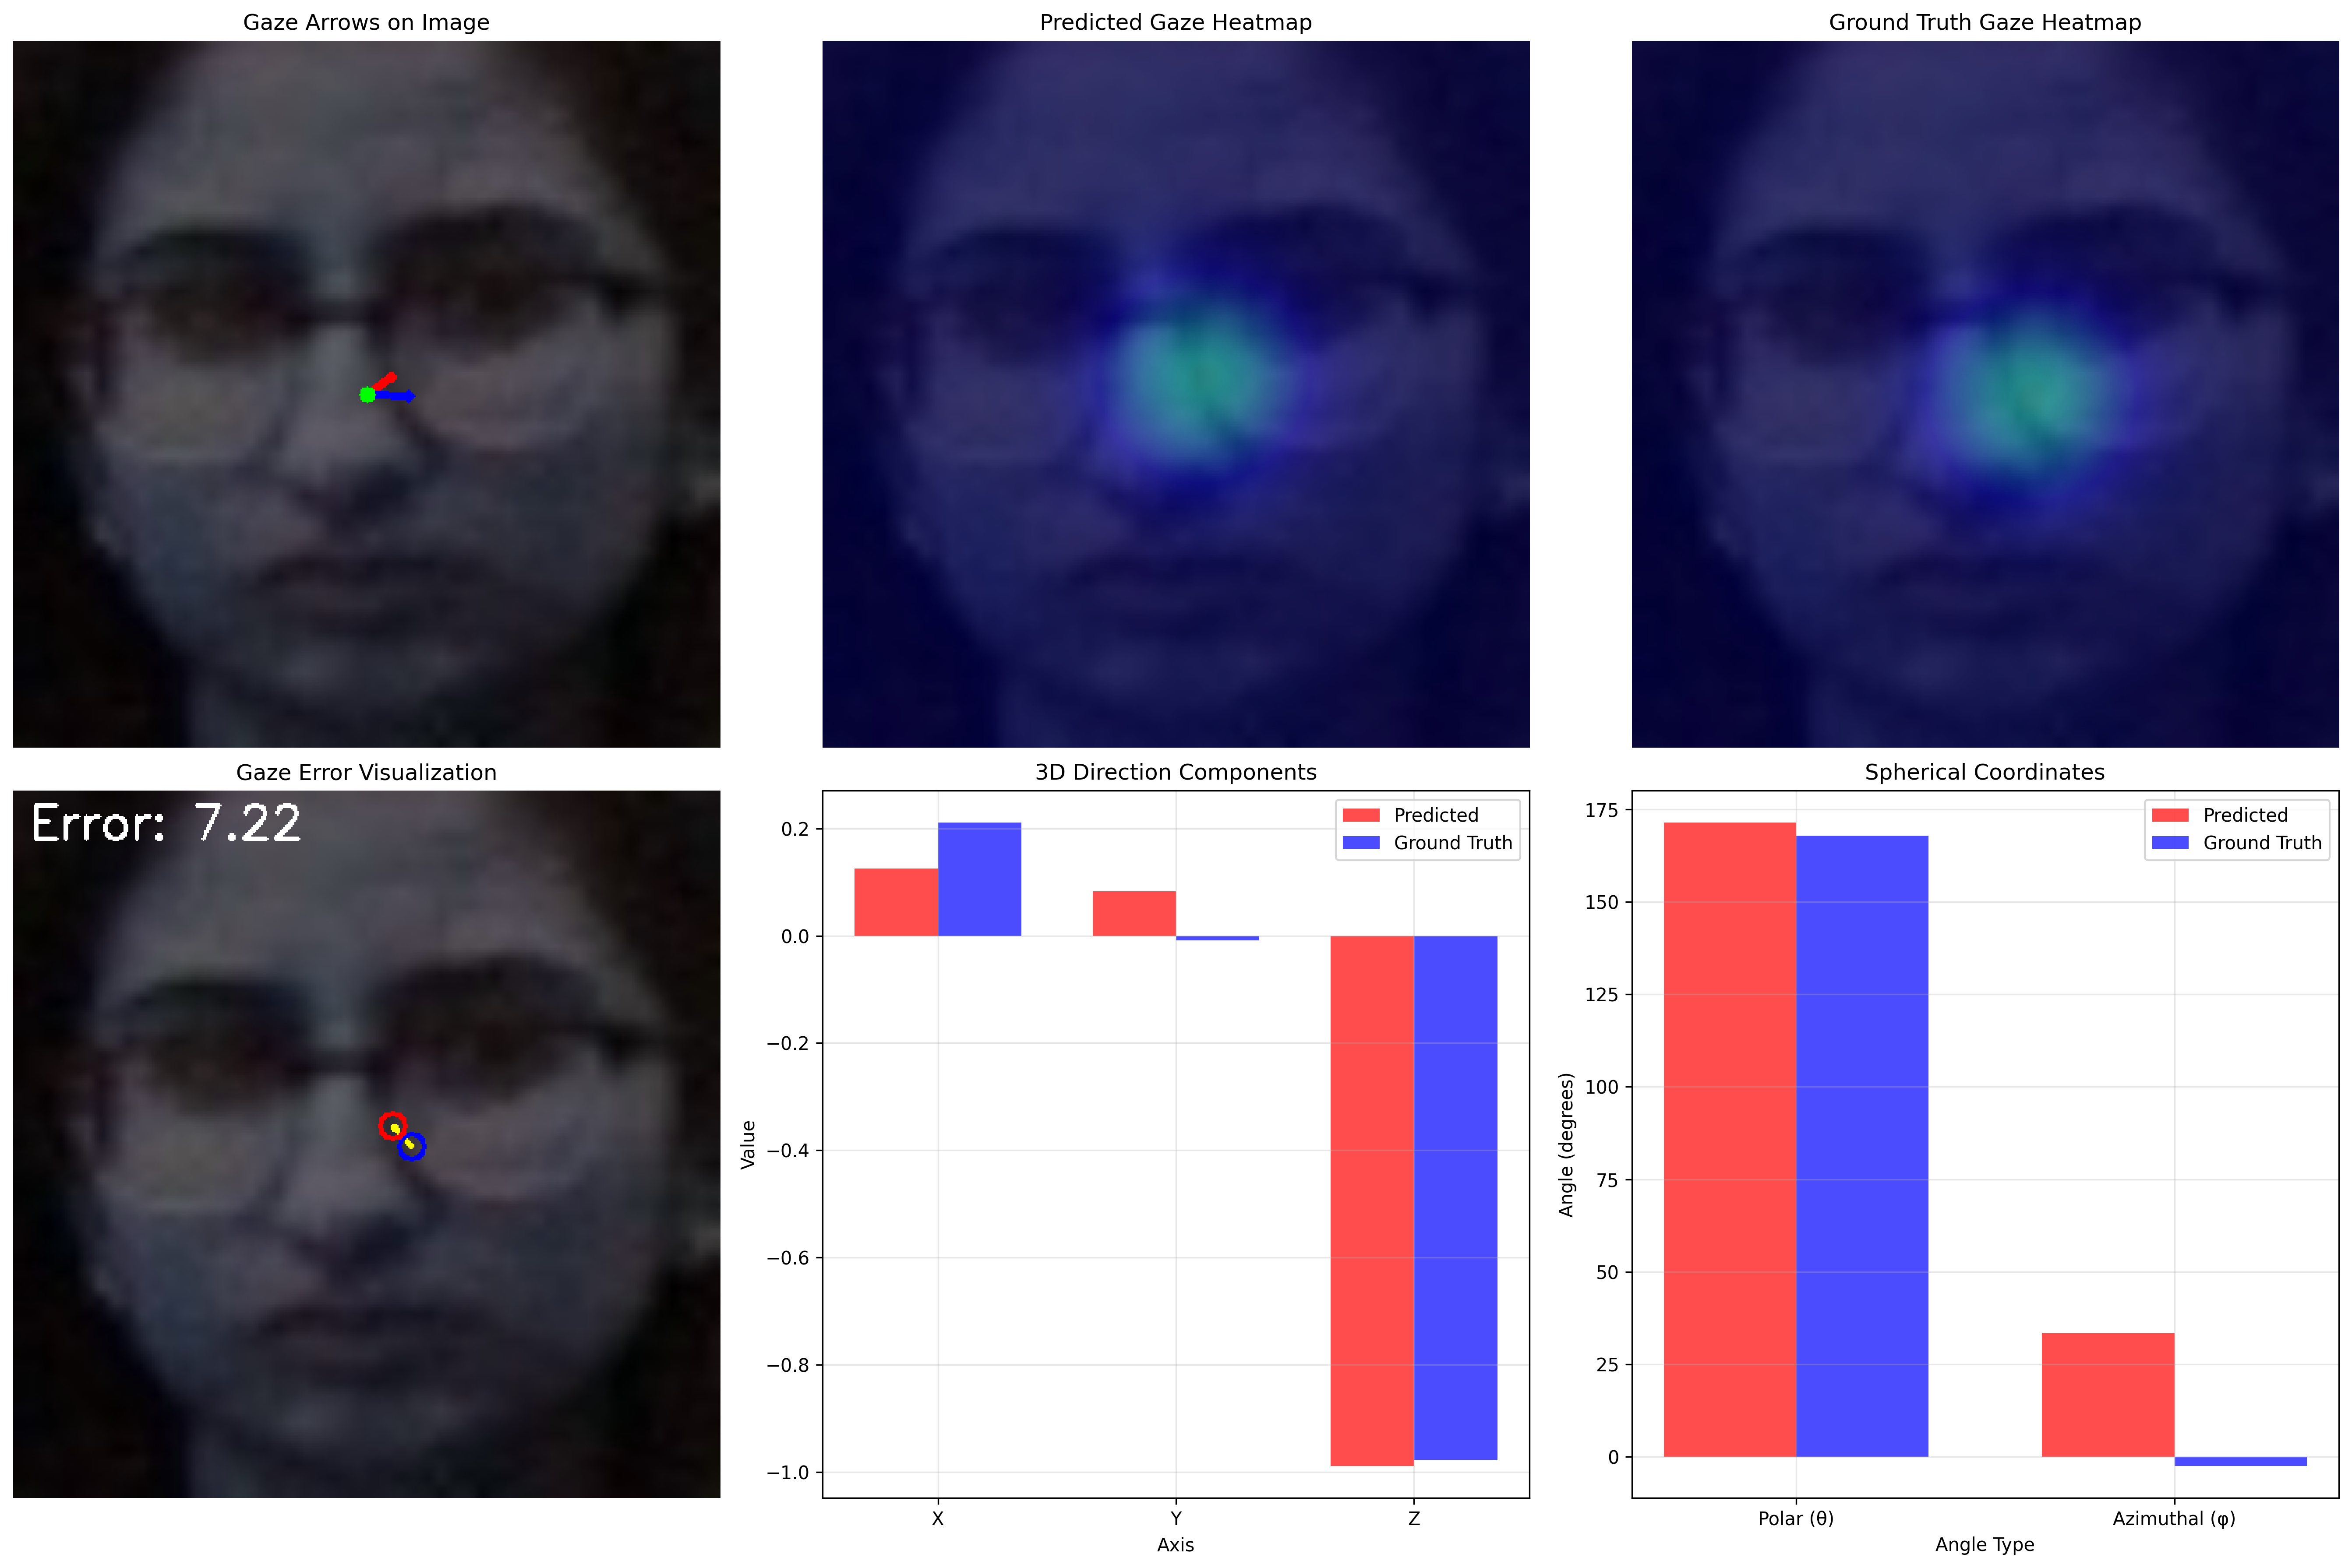 Gaze Arrows on Image
Predicted Gaze Heatmap
Ground Truth Gaze Heatmap
Gaze Error Visualization
Error: 7.22
3D Direction Components
Predicted
Ground Truth
0.2
0.0
−0.2
−0.4
−0.6
−0.8
−1.0
Value
X
Y
Z
Axis
Spherical Coordinates
Predicted
Ground Truth
175
150
125
100
75
50
25
0
Angle (degrees)
Polar (θ)
Azimuthal (φ)
Angle Type